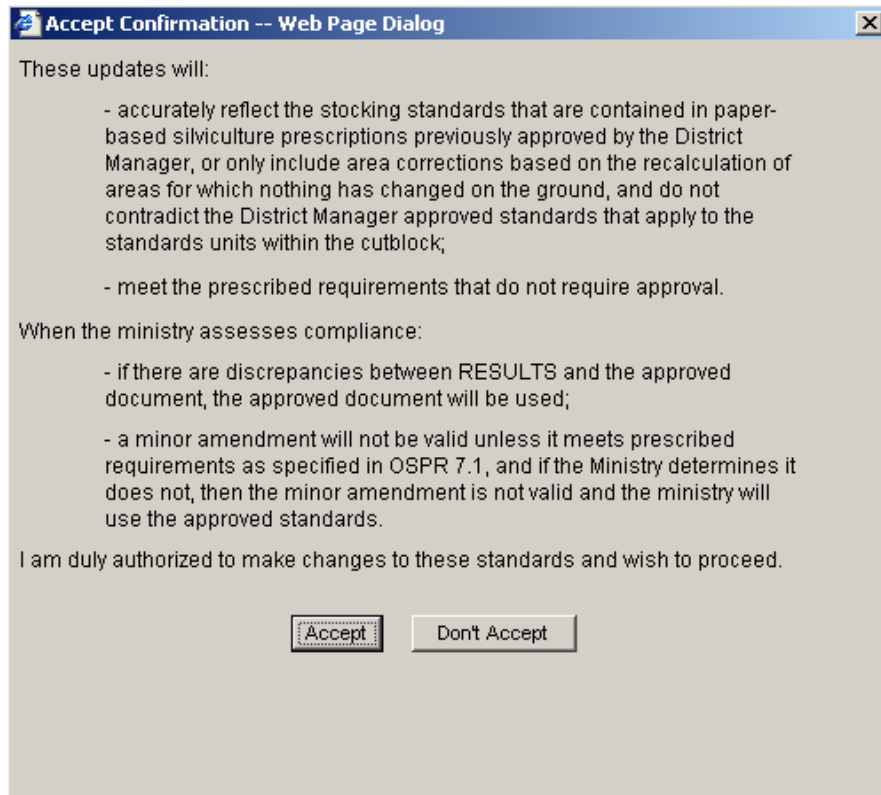 Accept Confirmation -- Web Page Dialog
These updates will:
- accurately reflect the stocking standards that are contained in paper-
based silviculture prescriptions previously approved by the District
Manager, or only include area corrections based on the recalculation of
areas for which nothing has changed on the ground, and do not
contradict the District Manager approved standards that apply to the
standards units within the cutblock;
- meet the prescribed requirements that do not require approval.
When the ministry assesses compliance:
- if there are discrepancies between RESULTS and the approved
document, the approved document will be used;
- a minor amendment will not be valid unless it meets prescribed
requirements as specified in OSPR 7.1, and if the Ministry determines it
does not, then the minor amendment is not valid and the ministry will
use the approved standards.
I am duly authorized to make changes to these standards and wish to proceed.
Accept
Don't Accept